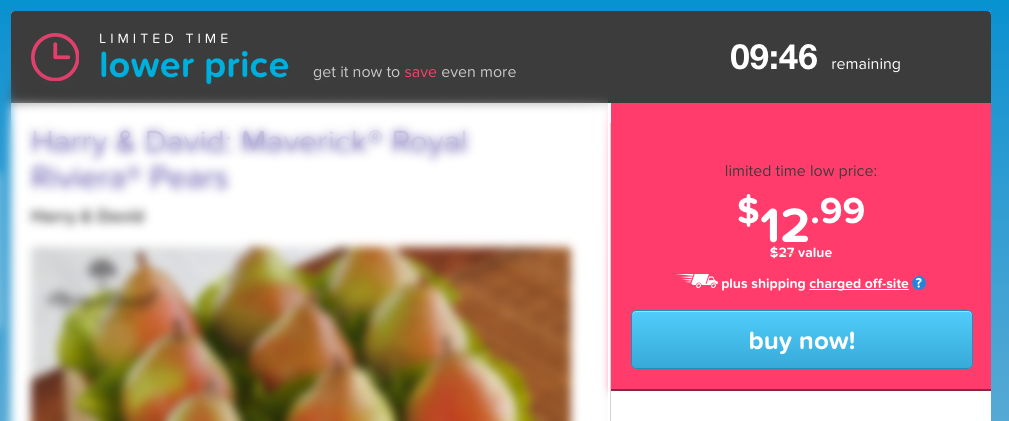 LIMITED TIME
lower price
get it now to save even more
09:46 remaining
Harry & David: Maverick® Royal
Riviera® Pears
Harry & David
limited time low price:
$12.99
$27 value
plus shipping charged off-site ?
buy now!